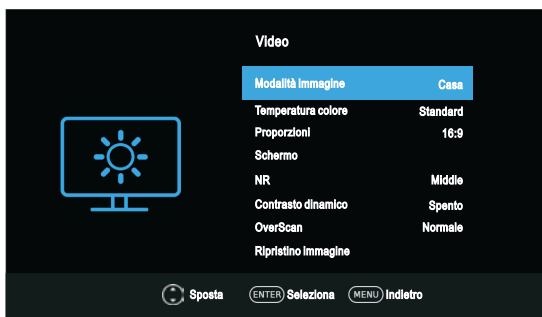 Video
Modalità immagine Casa
Temperatura colore Standard
Proporzioni 16:9
Schermo
NR Middle
Contrasto dinamico Spento
OverScan Normale
Ripristino immagine
Sposta ENTER Seleziona MENU Indietro